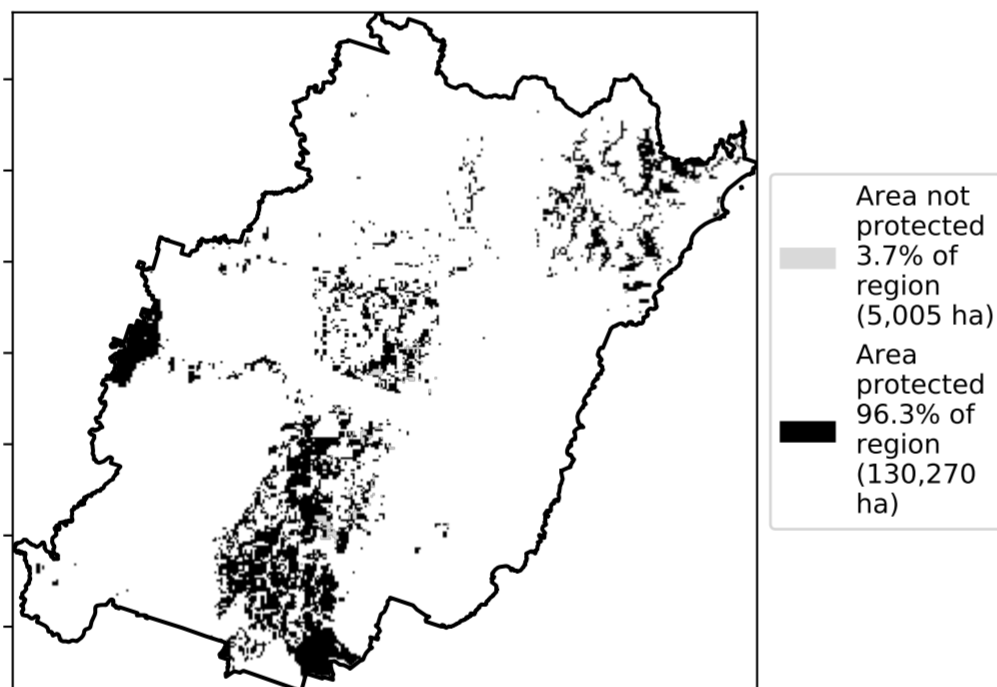 Area not
protected
3.7% of
region
(5,005 ha)
Area
protected
96.3% of
region
(130,270
ha)